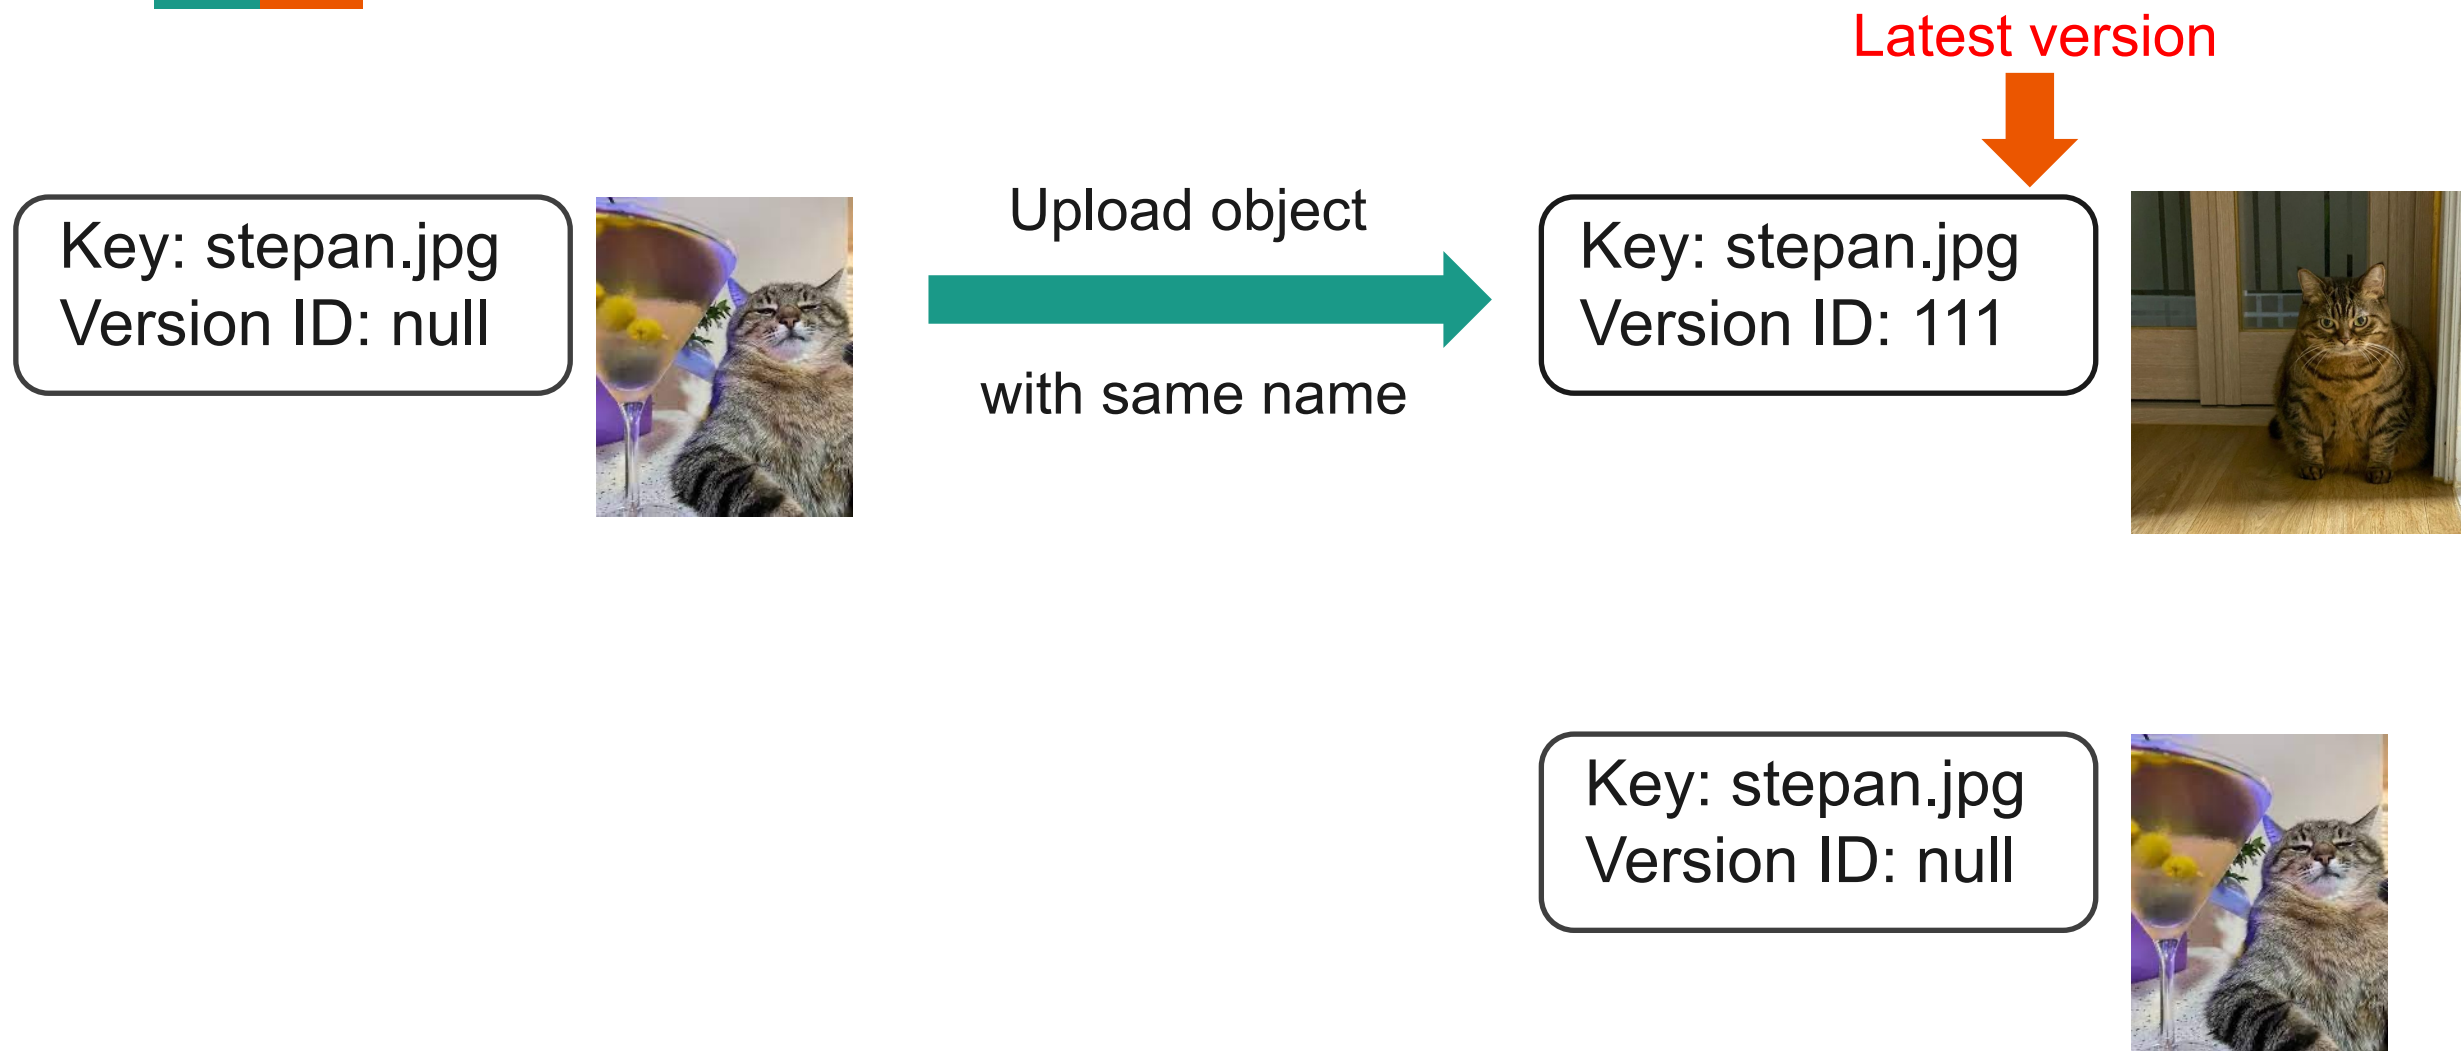 Latest version
Key: stepan.jpg
Version ID: null
Upload object
with same name
Key: stepan.jpg
Version ID: 111
Key: stepan.jpg
Version ID: null